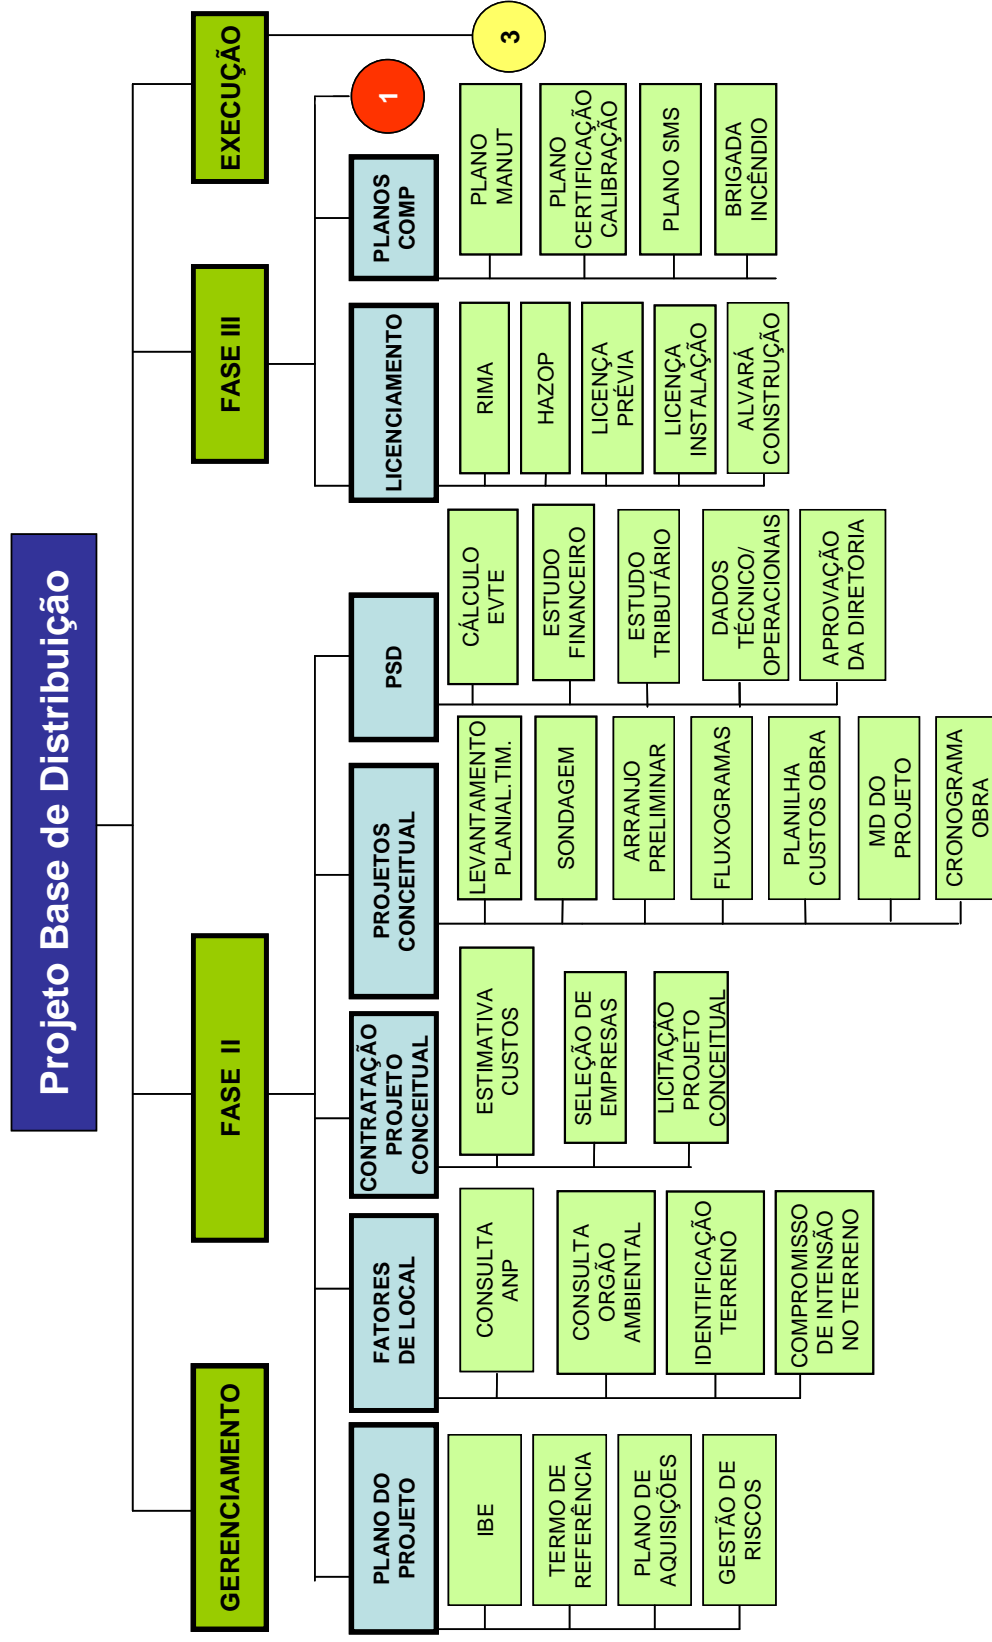 Projeto Base de Distribuição
GERENCIAMENTO
FASE II
FASE III
EXECUÇÃO
PLANO DO
PROJETO
IBE
TERMO DE
REFERÊNCIA
PLANO DE
AQUISIÇÕES
GESTÃO DE
RISCOS
FATORES
DE LOCAL
CONSULTA
ANP
CONSULTA
ORGÃO
AMBIENTAL
IDENTIFICAÇÃO
TERRENO
COMPROMISSO
DE INTENSÃO
NO TERRENO
CONTRATAÇÃO
PROJETO
CONCEITUAL
ESTIMATIVA
CUSTOS
SELEÇÃO DE
EMPRESAS
LICITAÇÃO
PROJETO
CONCEITUAL
PROJETOS
CONCEITUAL
LEVANTAMENTO
PLANIAL.TIM.
SONDAGEM
ARRANJO
PRELIMINAR
FLUXOGRAMAS
PLANILHA
CUSTOS OBRA
MD DO
PROJETO
CRONOGRAMA
OBRA
PSD
CÁLCULO
EVTE
ESTUDO
FINANCEIRO
ESTUDO
TRIBUTÁRIO
DADOS
TÉCNICO/
OPERACIONAIS
APROVAÇÃO
DA DIRETORIA
LICENCIAMENTO
RIMA
HAZOP
LICENÇA
PRÉVIA
LICENÇA
INSTALAÇÃO
ALVARÁ
CONSTRUÇÃO
PLANOS
COMP
PLANO
MANUT
PLANO
CERTIFICAÇÃO
CALIBRAÇÃO
PLANO SMS
BRIGADA
INCÊNDIO
1
3